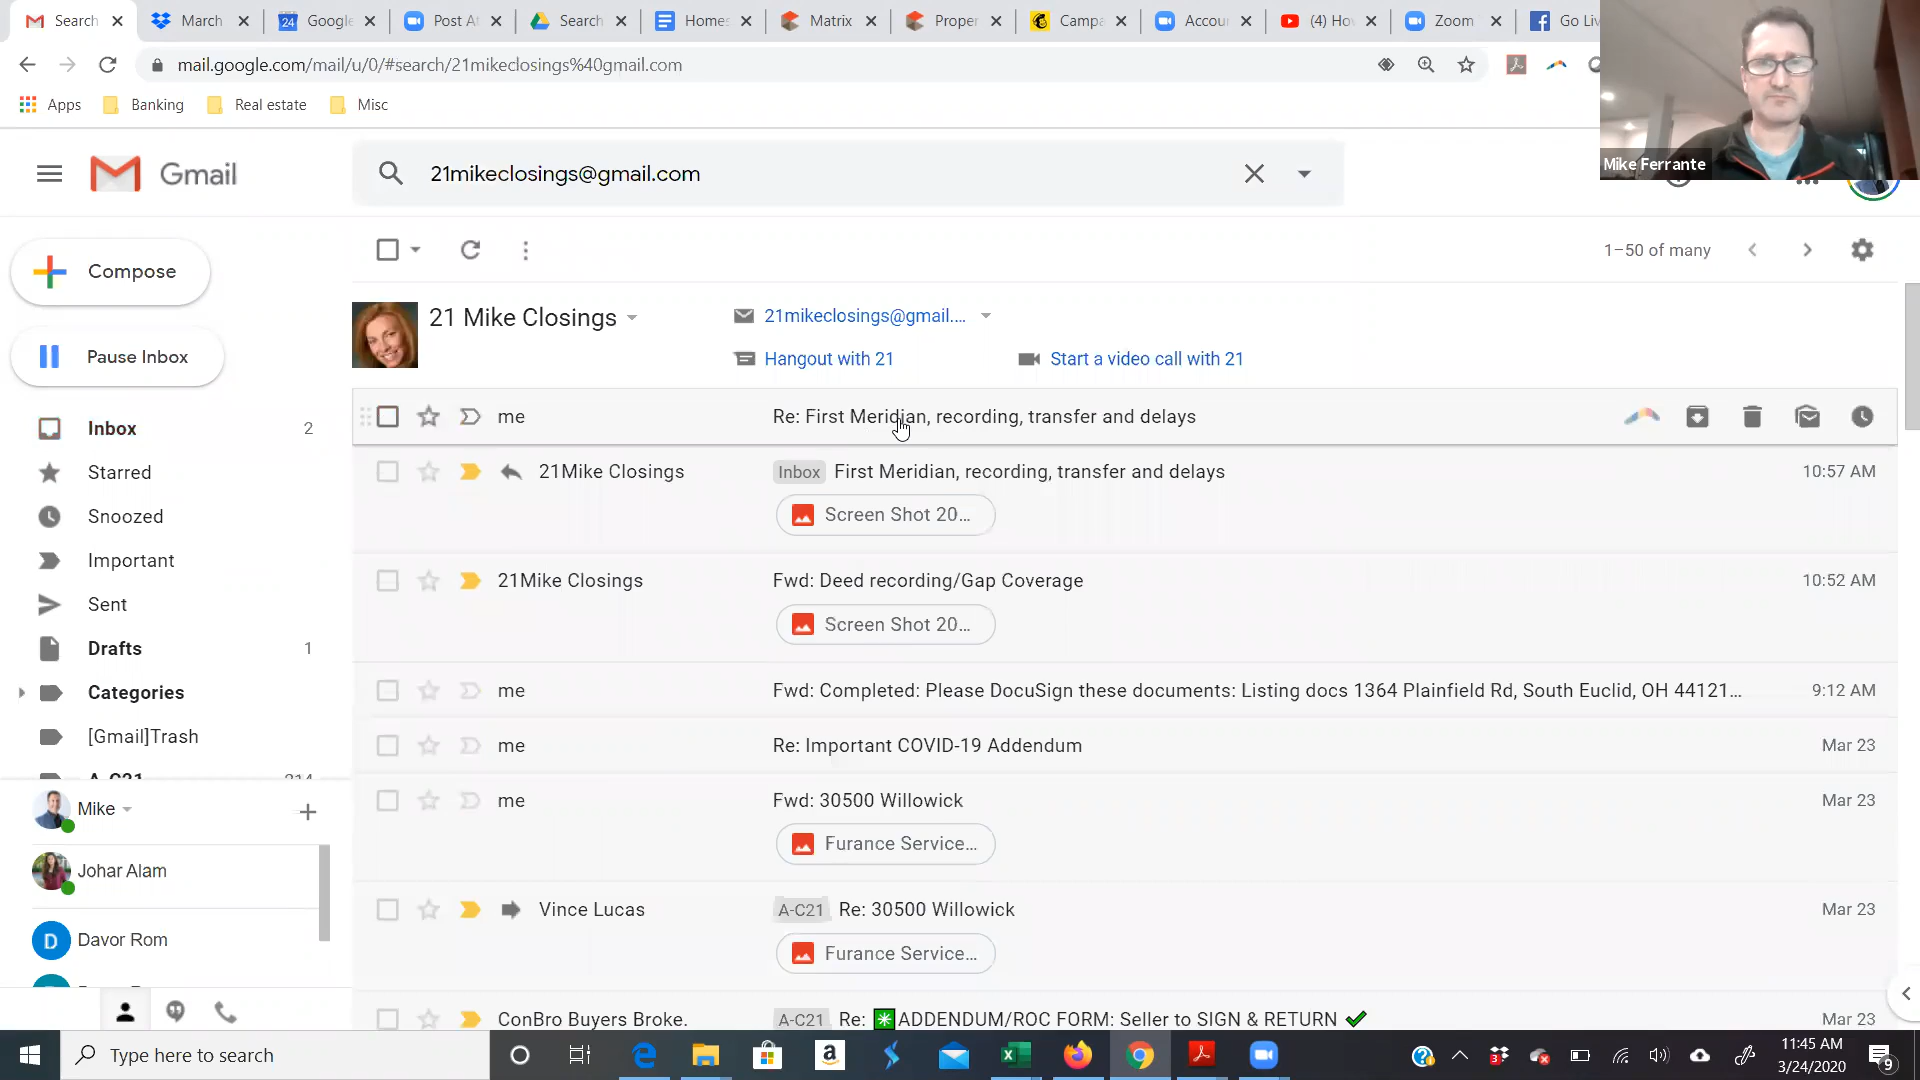 Search
March
Google
Post At
Search
Homes
Matrix
Proper
Campa
Accou
(4) Ho
Zoom
Go Liv
mail.google.com/mail/u/0/#search/21mikeclosings%40gmail.com
Apps Banking Real estate Misc
Mike Ferrante
Gmail
21mikeclosings@gmail.com
Compose
1–50 of many
21 Mike Closings
21mikeclosings@gmail....
Hangout with 21
Start a video call with 21
Pause Inbox
Inbox 2
Starred
Snoozed
Important
Sent
Drafts 1
Categories
[Gmail]Trash
A-C21 214
me Re: First Meridian, recording, transfer and delays
21Mike Closings Inbox First Meridian, recording, transfer and delays 10:57 AM
Screen Shot 20...
21Mike Closings Fwd: Deed recording/Gap Coverage 10:52 AM
Screen Shot 20...
me Fwd: Completed: Please DocuSign these documents: Listing docs 1364 Plainfield Rd, South Euclid, OH 44121... 9:12 AM
me Re: Important COVID-19 Addendum Mar 23
me Fwd: 30500 Willowick Mar 23
Furance Service...
Vince Lucas A-C21 Re: 30500 Willowick Mar 23
Furance Service...
ConBro Buyers Broke. A-C21 Re: ✳ADDENDUM/ROC FORM: Seller to SIGN & RETURN ✔ Mar 23
Mike
Johar Alam
D Davor Rom
Type here to search
11:45 AM
3/24/2020
9